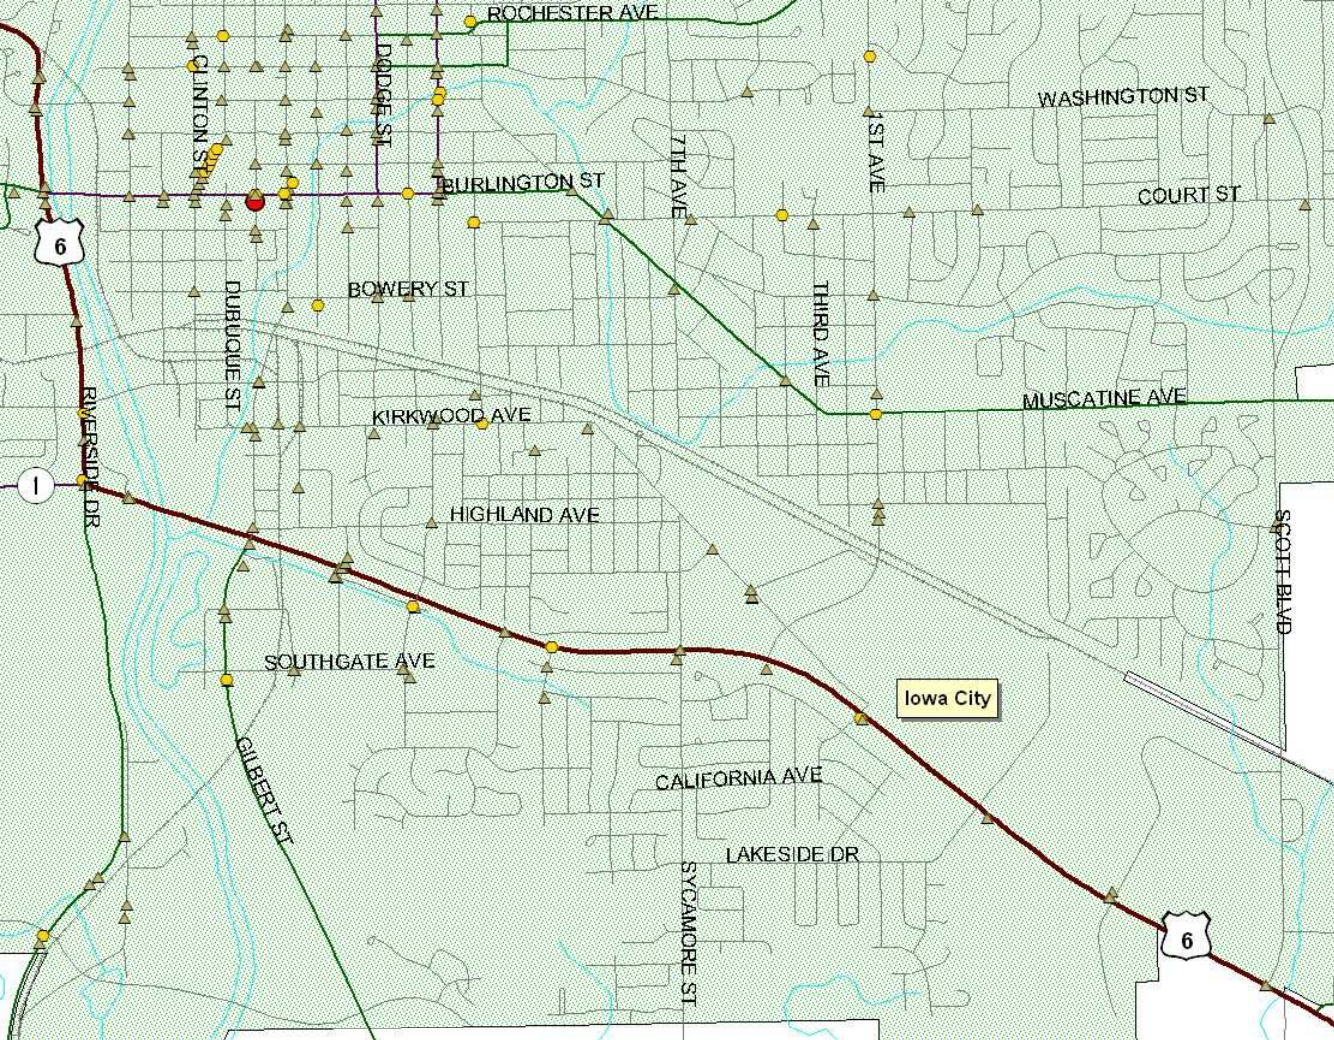 ROCHESTER AVE
CLINTON ST
DODGE ST
WASHINGTON ST
1ST AVE
7TH AVE
BURLINGTON ST
COURT ST
6
BOWERY ST
DUBUQUE ST
THIRD AVE
MUSCATINE AVE
KIRKWOOD AVE
RIVERSIDE DR
1
HIGHLAND AVE
SCOTT BLVD
SOUTHGATE AVE
Iowa City
GILBERT ST
CALIFORNIA AVE
LAKESIDE DR
SYCAMORE ST
6